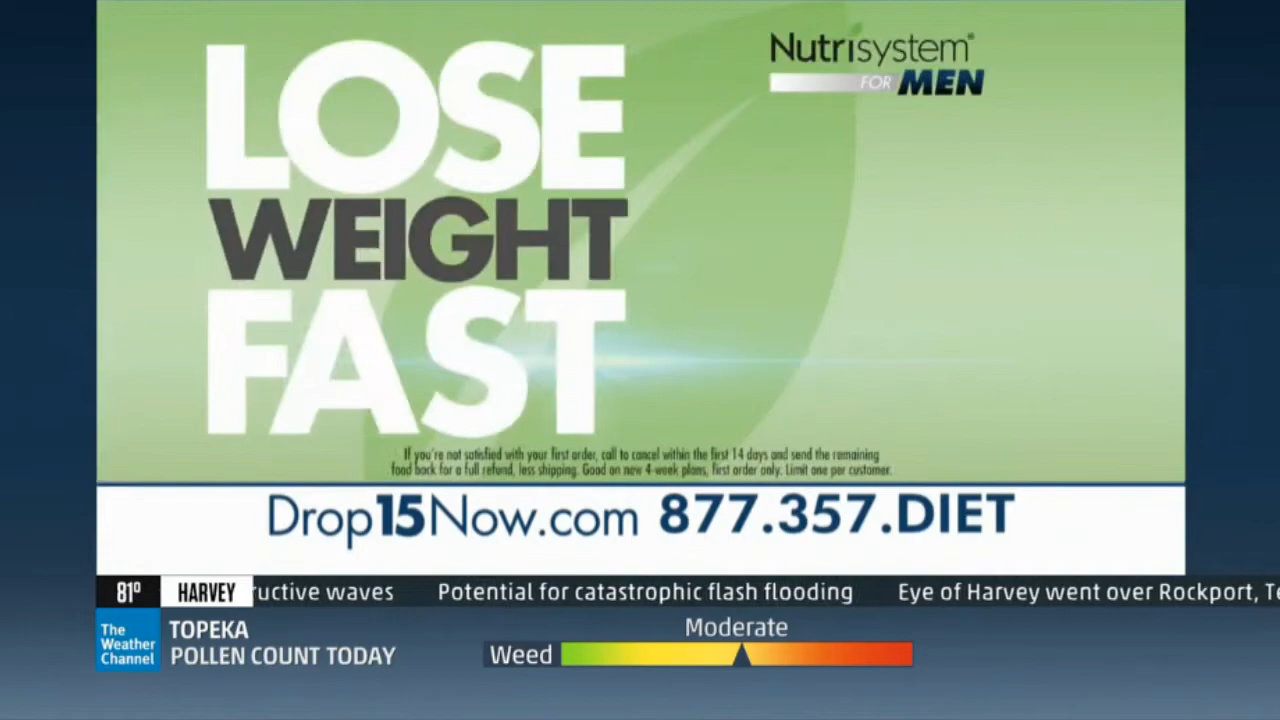 LOSE
WEIGHT
FAST
Nutrisystem®
FOR MEN
If you're not satisfied with your first order, call to cancel within the first 14 days and send the remaining
food back for a full refund, less shipping. Good on new 4-week plans, first order only. Limit one per customer.
Drop15Now.com 877.357.DIET
81° HARVEY uctive waves Potential for catastrophic flash flooding Eye of Harvey went over Rockport, Te
The
Weather
Channel
TOPEKA
POLLEN COUNT TODAY
Moderate
Weed